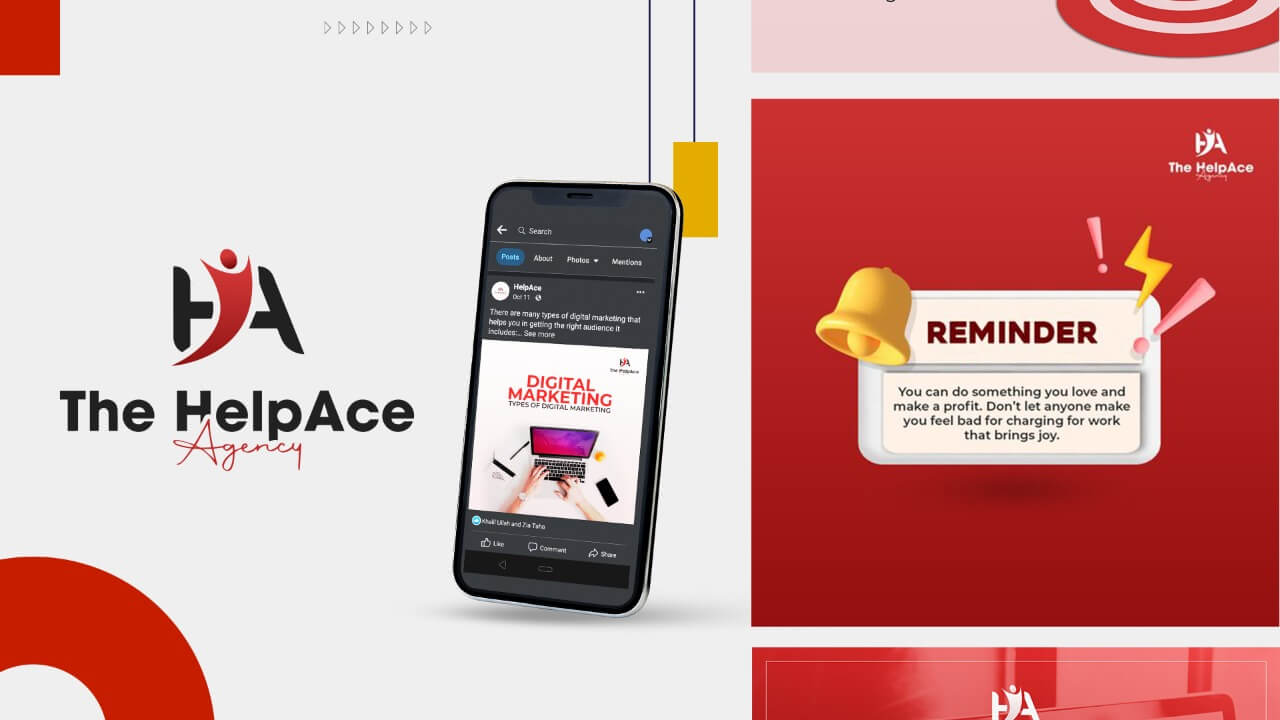 HA
The HelpAce
Agency
Search
Posts
About
Photos
Mentions
HelpAce
Oct 11
There are many types of digital marketing that
helps you in getting the right audience it
includes:... See more
HA
The HelpAce
DIGITAL
MARKETING
TYPES OF DIGITAL MARKETING
Khalil Ullah and Zia Taho
Like
Comment
Share
HA
The HelpAce
Agency
REMINDER
You can do something you love and
make a profit. Don't let anyone make
you feel bad for charging for work
that brings joy.
HA